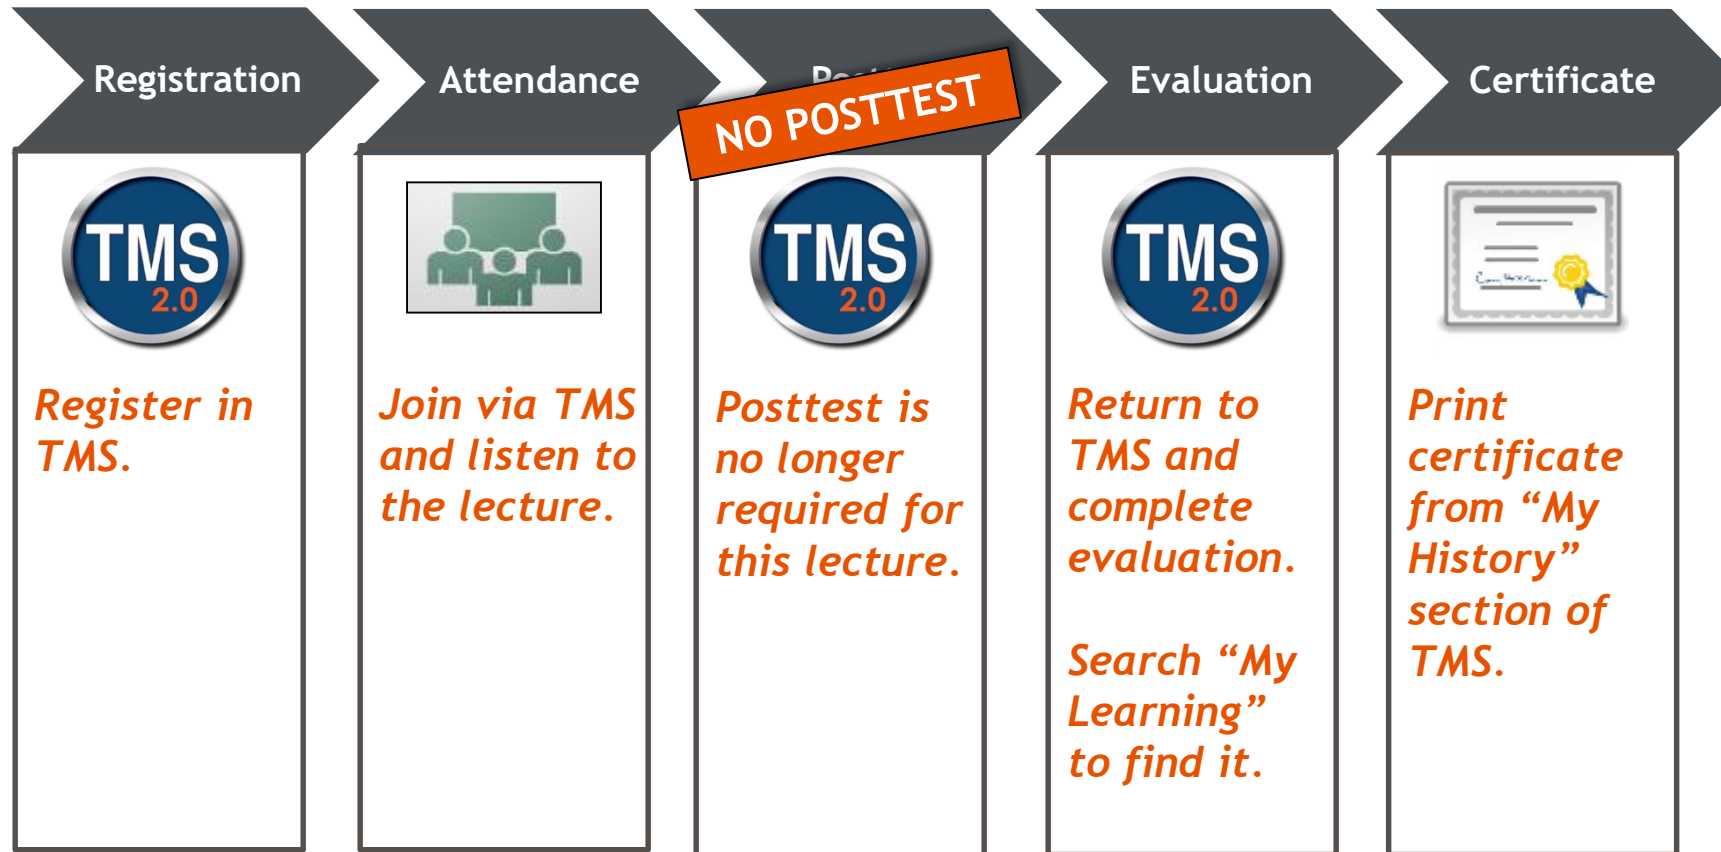 Registration
TMS
2.0
Register in
TMS.
Attendance
Join via TMS
and listen to
the lecture.
NO POSTTEST
TMS
2.0
Posttest is
no longer
required for
this lecture.
Evaluation
TMS
2.0
Return to
TMS and
complete
evaluation.
Search “My
Learning”
to find it.
Certificate
Print
certificate
from “My
History”
section of
TMS.